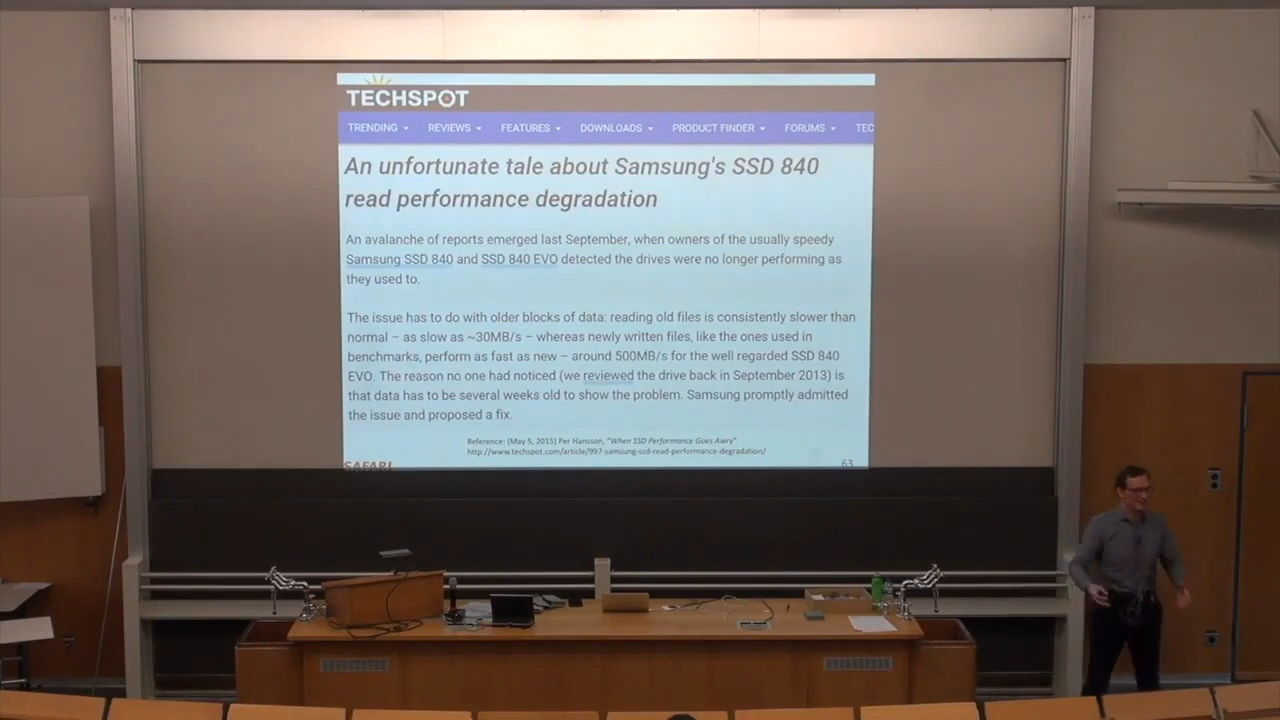 TECHSPOT
TRENDING REVIEWS FEATURES DOWNLOADS PRODUCT FINDER FORUMS TEC
An unfortunate tale about Samsung's SSD 840
read performance degradation
An avalanche of reports emerged last September, when owners of the usually speedy
Samsung SSD 840 and SSD 840 EVO detected the drives were no longer performing as
they used to.
The issue has to do with older blocks of data: reading old files is consistently slower than
normal – as slow as ~30MB/s – whereas newly written files, like the ones used in
benchmarks, perform as fast as new – around 500MB/s for the well regarded SSD 840
EVO. The reason no one had noticed (we reviewed the drive back in September 2013) is
that data has to be several weeks old to show the problem. Samsung promptly admitted
the issue and proposed a fix.
Reference: (May 5, 2015) Per Hansson, "When SSD Performance Goes Awry"
http://www.techspot.com/article/997-samsung-ssd-read-performance-degradation/
SAFARI 63